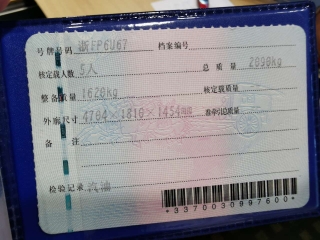 号牌号码 浙FP6U67 档案编号
核定载人数 5人 总质量 2090kg
整备质量 1620kg 核定载质量
外廓尺寸 4784×1810×1454mm 准牵引总质量
备注
检验记录 汽油
+3370030997600+